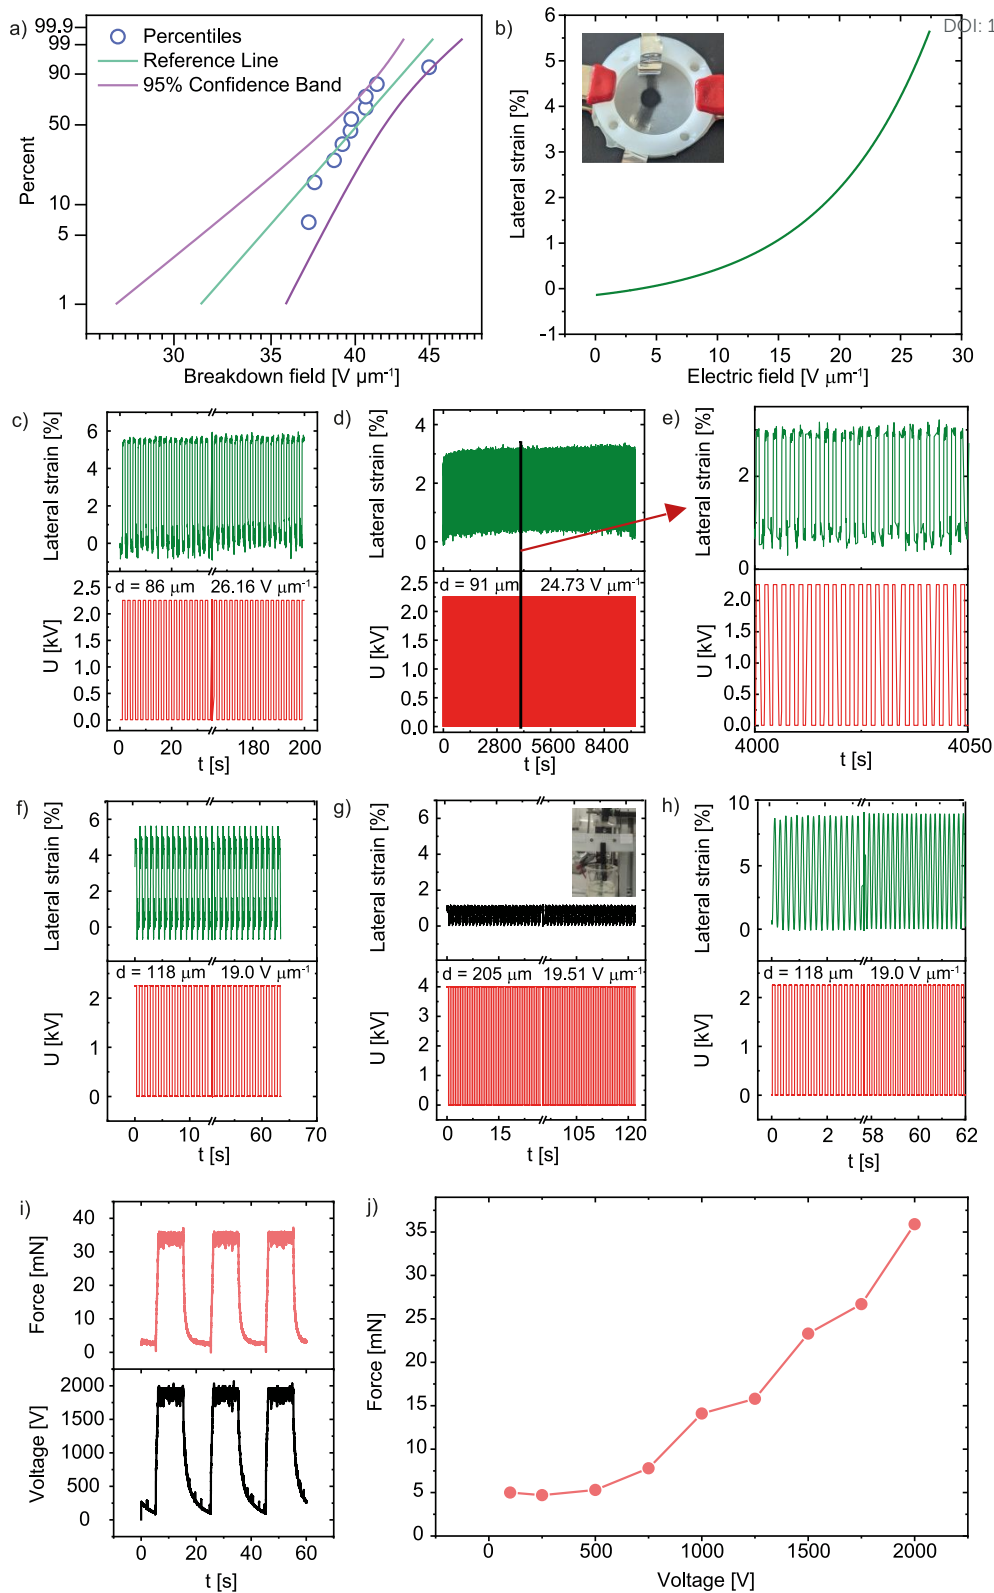 a)
99.9
99
90
50
10
5
1
Percent
Percentiles
Reference Line
95% Confidence Band
30
35
40
45
Breakdown field [V µm⁻¹]
b)
DOI: 1
6
5
4
3
2
1
0
-1
Lateral strain [%]
0 5 10 15 20 25 30
Electric field [V µm⁻¹]
c)
Lateral strain [%]
6
4
2
0
d = 86 µm 26.16 V µm⁻¹
U [kV]
2.5
2.0
1.5
1.0
0.5
0.0
0 20 180 200
t [s]
d)
Lateral strain [%]
4
2
0
d = 91 µm 24.73 V µm⁻¹
U [kV]
2.5
2.0
1.5
1.0
0.5
0.0
0 2800 5600 8400
t [s]
e)
Lateral strain [%]
2
0
U [kV]
2.0
1.5
1.0
0.5
0.0
4000 4050
t [s]
f)
Lateral strain [%]
6
4
2
0
d = 118 µm 19.0 V µm⁻¹
U [kV]
2
1
0
0 10 60 70
t [s]
g)
Lateral strain [%]
6
4
2
0
d = 205 µm 19.51 V µm⁻¹
U [kV]
4
3
2
1
0
0 15 105 120
t [s]
h)
Lateral strain [%]
10
5
0
d = 118 µm 19.0 V µm⁻¹
U [kV]
2
1
0
0 2 58 60 62
t [s]
i)
Force [mN]
40
30
20
10
0
Voltage [V]
2000
1500
1000
500
0
0 20 40 60
t [s]
j)
Force [mN]
35
30
25
20
15
10
5
0
0 500 1000 1500 2000
Voltage [V]